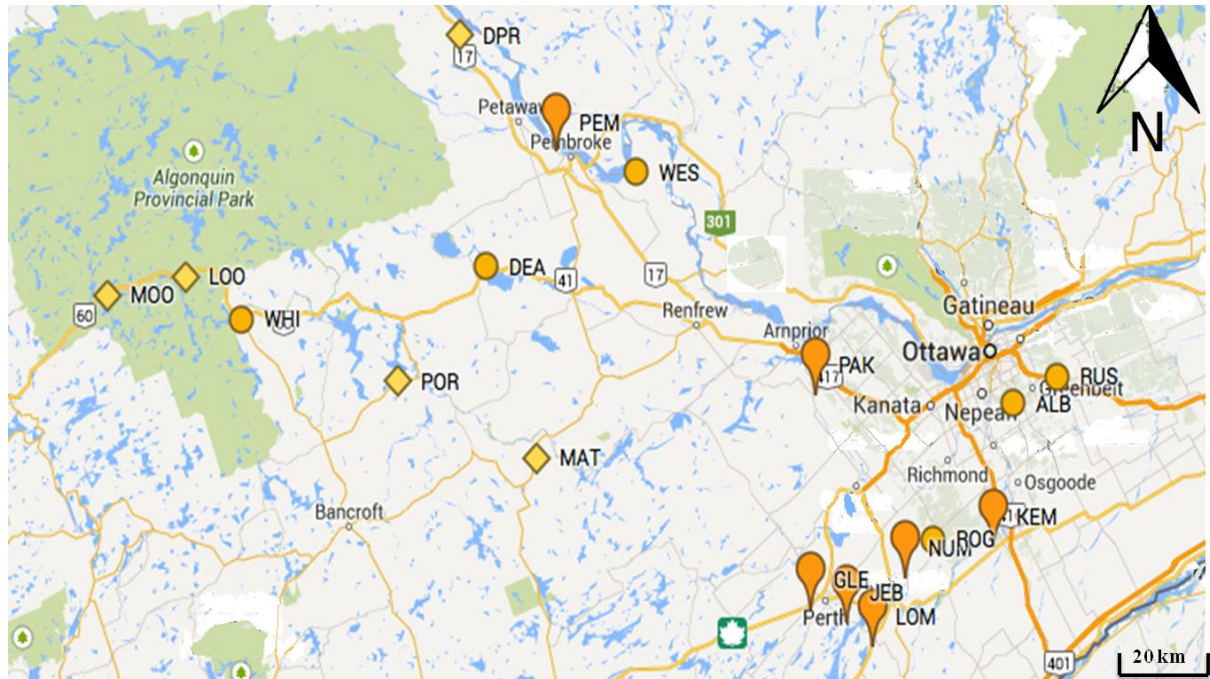 DPR
17
Petawawa
PEM
Pembroke
WES
Algonquin
Provincial Park
301
LOO
MOO
60
DEA
41
17
WHI
Renfrew
Gatineau
Arnprior
Ottawa
PAK
417
POR
RUS
Greenbelt
ALB
Kanata
Nepean
MAT
Richmond
Osgoode
Bancroft
KEM
ROG
NUM
GLE
JEB
Perth
LOM
401
20 km
N